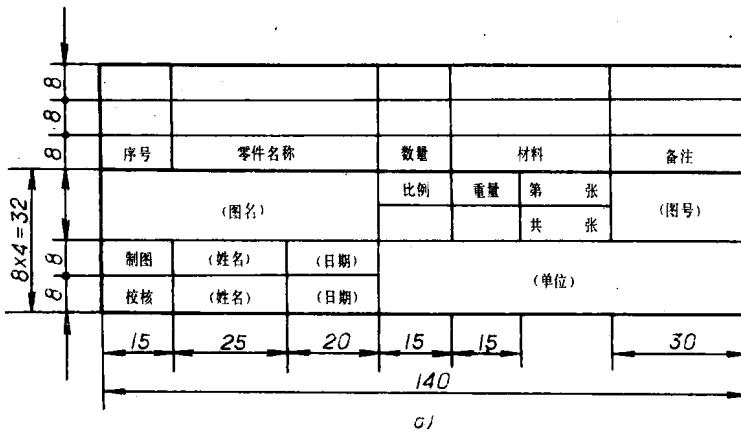 8
8
8 序号 零件名称 数量 材料 备注
8×4=32 (图名) 比例 重量 第 张 (图号)
共 张
8 制图 (姓名) (日期) (单位)
8 校核 (姓名) (日期)
15 25 20 15 15 30
140
a)